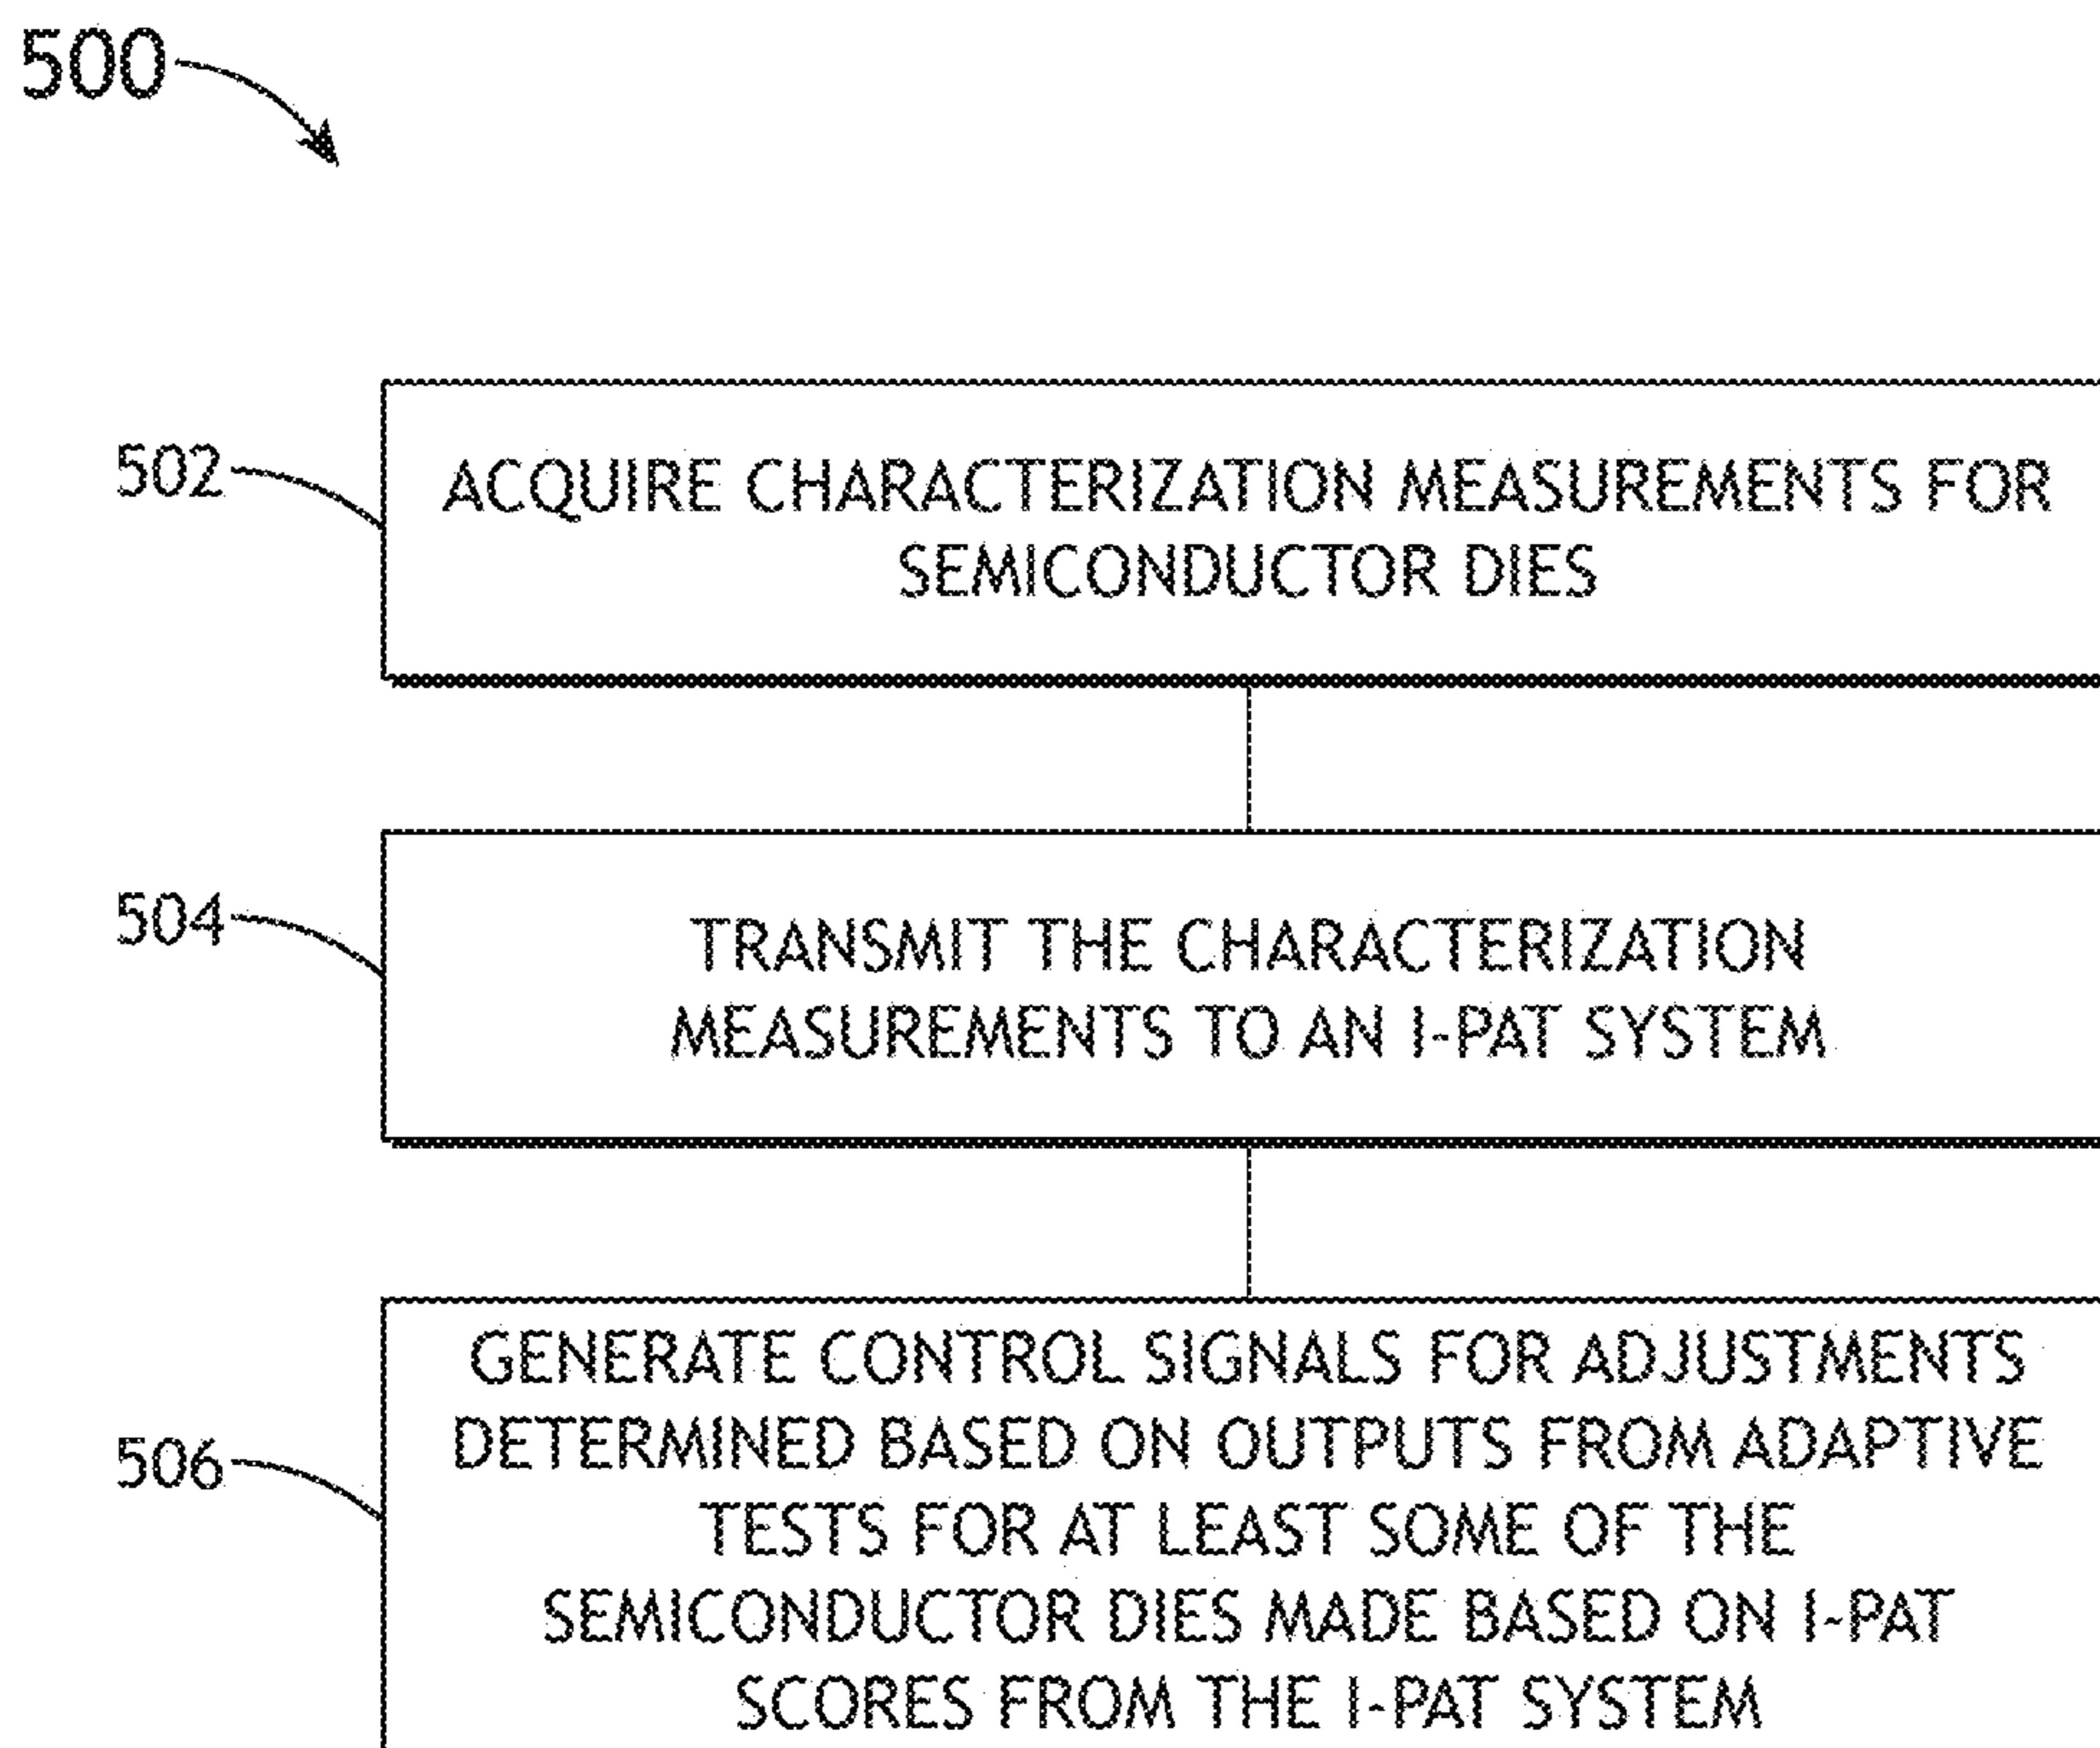 500
502
ACQUIRE CHARACTERIZATION MEASUREMENTS FOR
SEMICONDUCTOR DIES
504
TRANSMIT THE CHARACTERIZATION
MEASUREMENTS TO AN I-PAT SYSTEM
506
GENERATE CONTROL SIGNALS FOR ADJUSTMENTS
DETERMINED BASED ON OUTPUTS FROM ADAPTIVE
TESTS FOR AT LEAST SOME OF THE
SEMICONDUCTOR DIES MADE BASED ON I-PAT
SCORES FROM THE I-PAT SYSTEM